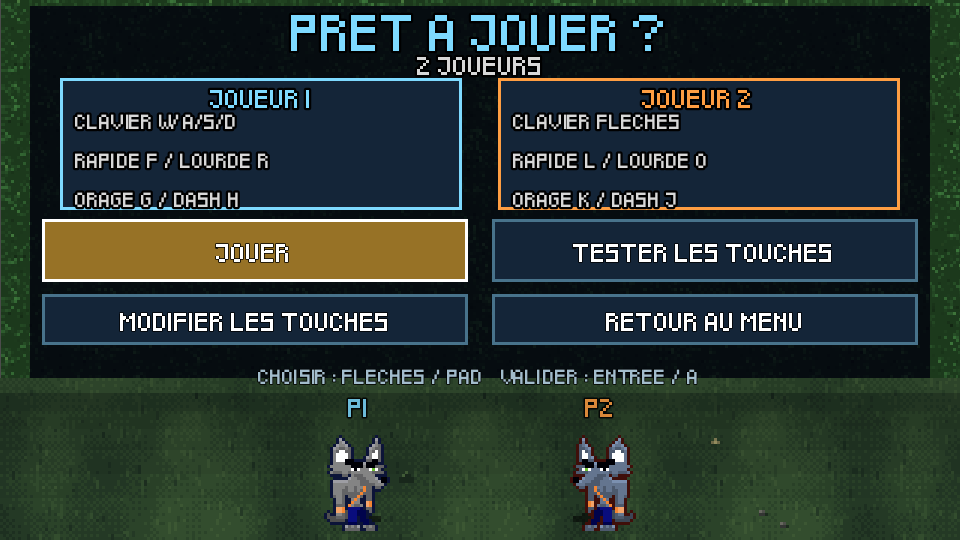 PRET A JOUER ?
2 JOUEURS
JOUEUR 1
CLAVIER W/A/S/D
RAPIDE F / LOURDE R
ORAGE G / DASH H
JOUEUR 2
CLAVIER FLECHES
RAPIDE L / LOURDE O
ORAGE K / DASH J
JOUER
TESTER LES TOUCHES
MODIFIER LES TOUCHES
RETOUR AU MENU
CHOISIR : FLECHES / PAD VALIDER : ENTREE / A
P1
P2